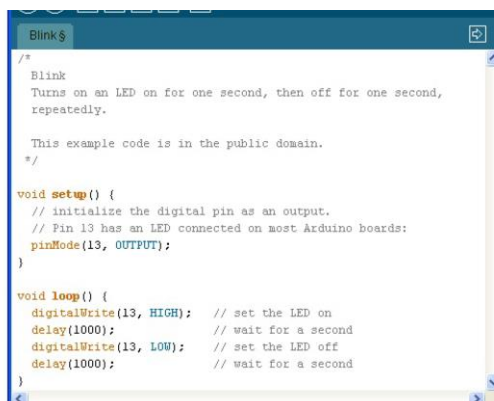 Blink §
/*
  Blink
  Turns on an LED on for one second, then off for one second,
  repeatedly.

  This example code is in the public domain.
 */

void setup() {
  // initialize the digital pin as an output.
  // Pin 13 has an LED connected on most Arduino boards:
  pinMode(13, OUTPUT);
}

void loop() {
  digitalWrite(13, HIGH);   // set the LED on
  delay(1000);              // wait for a second
  digitalWrite(13, LOW);    // set the LED off
  delay(1000);              // wait for a second
}